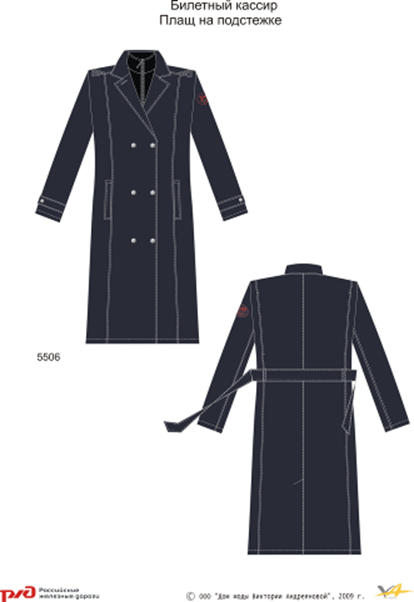 Билетный кассир
Плащ на подстежке
5506
РЖД Российские
железные дороги
© ООО "Дом моды Виктории Андреяновой", 2009 г.